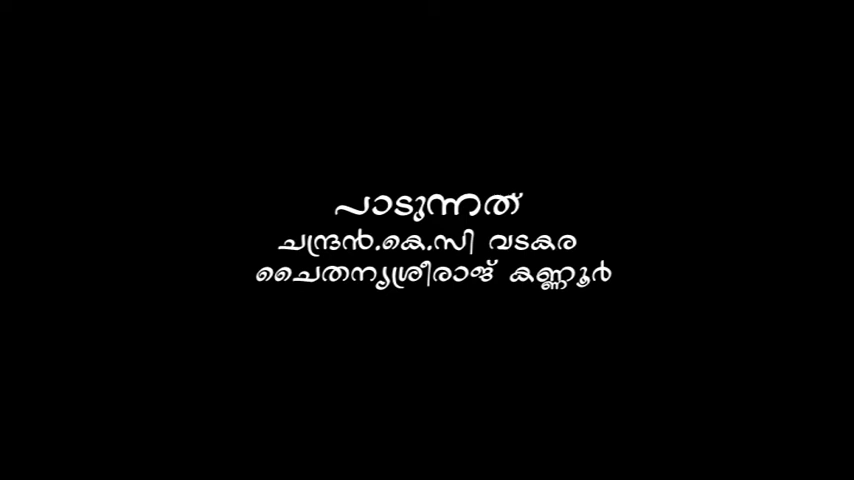 പാടുന്നത്
ചന്ദ്രൻ.കെ.സി വടകര
ചൈതന്യശ്രീരാജ് കണ്ണൂർ